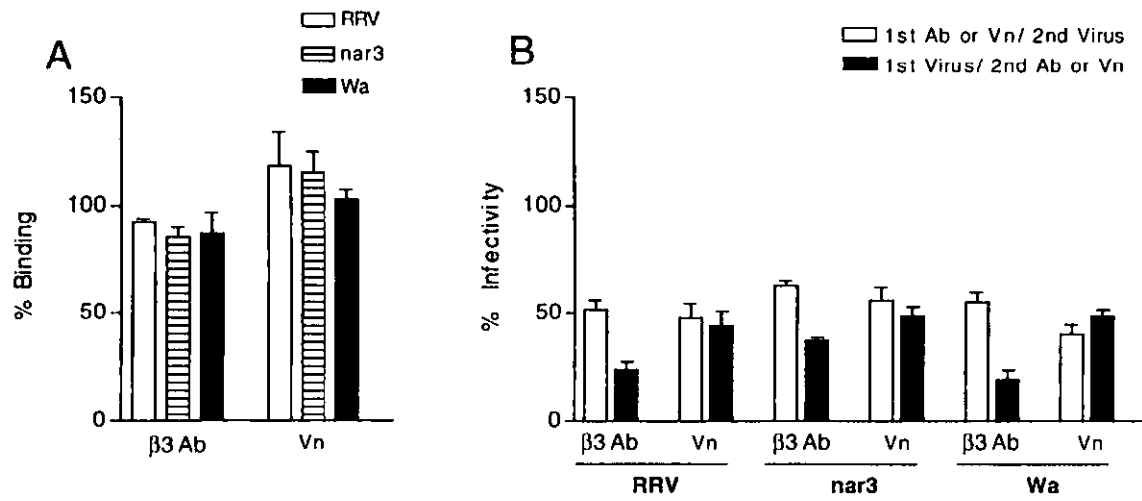 A
RRV
nar3
Wa
% Binding
150
100
50
0
β3 Ab
Vn
B
1st Ab or Vn/ 2nd Virus
1st Virus/ 2nd Ab or Vn
% Infectivity
150
100
50
0
β3 Ab
Vn
β3 Ab
Vn
β3 Ab
Vn
RRV
nar3
Wa